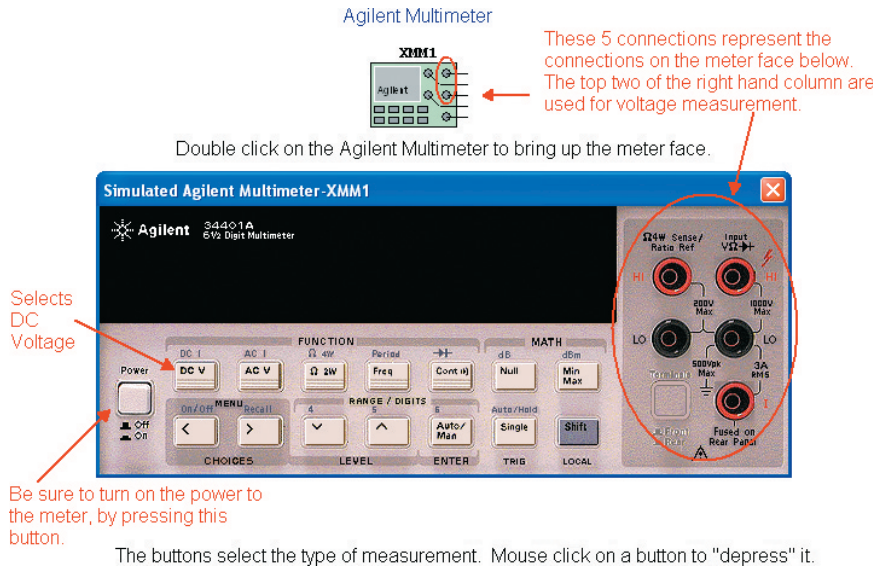 Agilent Multimeter
XMM1
Agilent
These 5 connections represent the
connections on the meter face below.
The top two of the right hand column are
used for voltage measurement.
Double click on the Agilent Multimeter to bring up the meter face.
Simulated Agilent Multimeter-XMM1
Agilent 34401A
6½ Digit Multimeter
Ω4W Sense/
Ratio Ref
Input
VΩ
HI
HI
200V
Max
1000V
Max
LO
LO
500Vpk
Max
3A
RMS
I
Fused on
Rear Panel
Selects
DC
Voltage
FUNCTION
MATH
DC I AC I Ω 4W Period dB dBm
Power
DC V AC V Ω 2W Freq Cont Null Min Max
MENU
RANGE / DIGITS
On/Off Recall 4 5 6 Auto/Hold
Off
On
< > Auto/Man Single Shift
CHOICES LEVEL ENTER TRIG LOCAL
Be sure to turn on the power to
the meter, by pressing this
button.
The buttons select the type of measurement. Mouse click on a button to "depress" it.